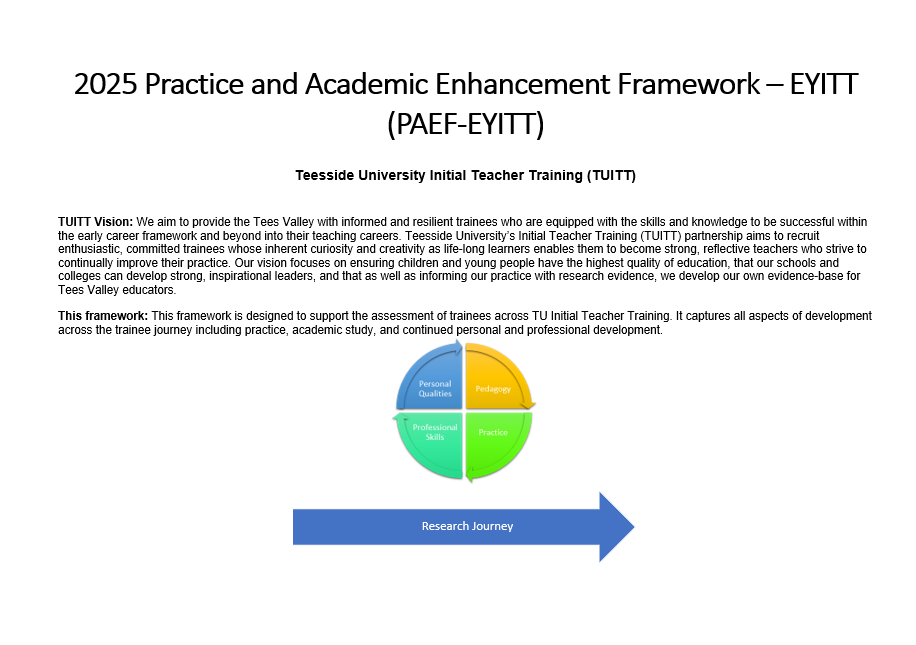 2025 Practice and Academic Enhancement Framework – EYITT
(PAEF-EYITT)
Teesside University Initial Teacher Training (TUITT)
TUITT Vision: We aim to provide the Tees Valley with informed and resilient trainees who are equipped with the skills and knowledge to be successful within
the early career framework and beyond into their teaching careers. Teesside University’s Initial Teacher Training (TUITT) partnership aims to recruit
enthusiastic, committed trainees whose inherent curiosity and creativity as life-long learners enables them to become strong, reflective teachers who strive to
continually improve their practice. Our vision focuses on ensuring children and young people have the highest quality of education, that our schools and
colleges can develop strong, inspirational leaders, and that as well as informing our practice with research evidence, we develop our own evidence-base for
Tees Valley educators.
This framework: This framework is designed to support the assessment of trainees across TU Initial Teacher Training. It captures all aspects of development
across the trainee journey including practice, academic study, and continued personal and professional development.
Personal
Qualities
Pedagogy
Professional
Skills
Practice
Research Journey